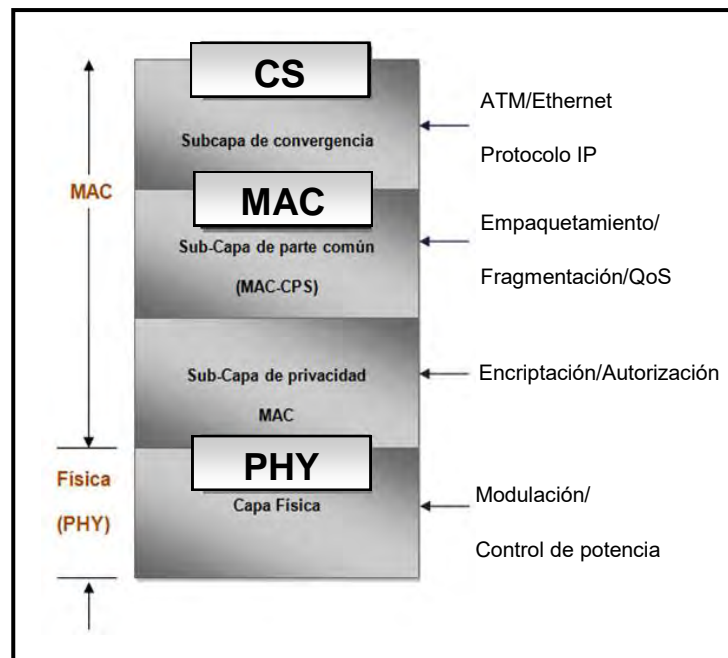 CS
Subcapa de convergencia
ATM/Ethernet
Protocolo IP
MAC
MAC
Sub-Capa de parte común
(MAC-CPS)
Empaquetamiento/
Fragmentación/QoS
Sub-Capa de privacidad
MAC
Encriptación/Autorización
Física
(PHY)
PHY
Capa Física
Modulación/
Control de potencia